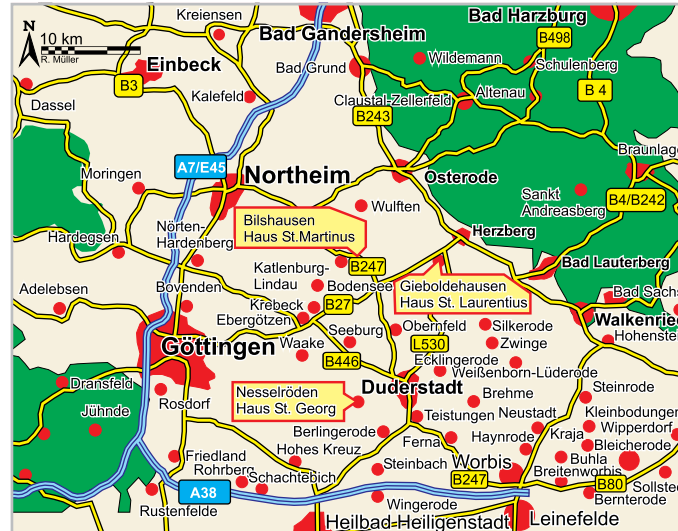 Kreiensen
Bad Harzburg
N
10 km
R. Müller
Bad Gandersheim
B498
Einbeck
Bad Grund
Wildemann
Schulenberg
B3
B 4
Dassel
Kalefeld
Clausthal-Zellerfeld
Altenau
B243
A7/E45
Braunlage
Moringen
Northeim
Osterode
Sankt
Andreasberg
B4/B242
Wulften
Bilshausen
Haus St.Martinus
Nörten-
Hardenberg
Hardegsen
Herzberg
B247
Katlenburg-
Lindau
Bad Lauterberg
Adelebsen
Bovenden
Bodensee
Gieboldehausen
Haus St. Laurentius
Bad Sachs
B27
Krebeck
Ebergötzen
Walkenried
Obernfeld
Silkerode
Hohenstein
Göttingen
Waake
Seeburg
L530
Zwinge
B446
Ecklingerode
Weißenborn-Lüderode
Dransfeld
Duderstadt
Nesselröden
Haus St. Georg
Rosdorf
Brehme
Steinrode
Jühnde
Teistungen
Neustadt
Kleinbodungen
Berlingerode
Wipperdorf
Ferna
Haynrode
Kraja
Bleicherode
Hohes Kreuz
Friedland
Rohrberg
Schachtebich
Steinbach
Worbis
Buhla
Breitenworbis
B247
B80
Sollste
A38
Bernterode
Rustenfelde
Wingerode
Heilbad Heiligenstadt
Leinefelde